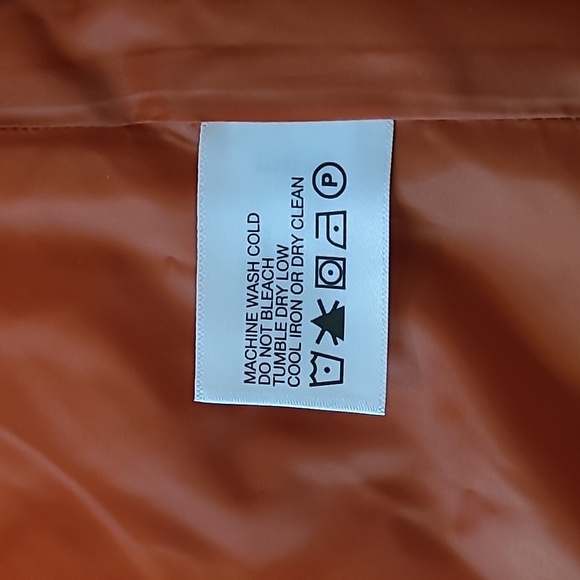 MACHINE WASH COLD
DO NOT BLEACH
TUMBLE DRY LOW
COOL IRON OR DRY CLEAN
P